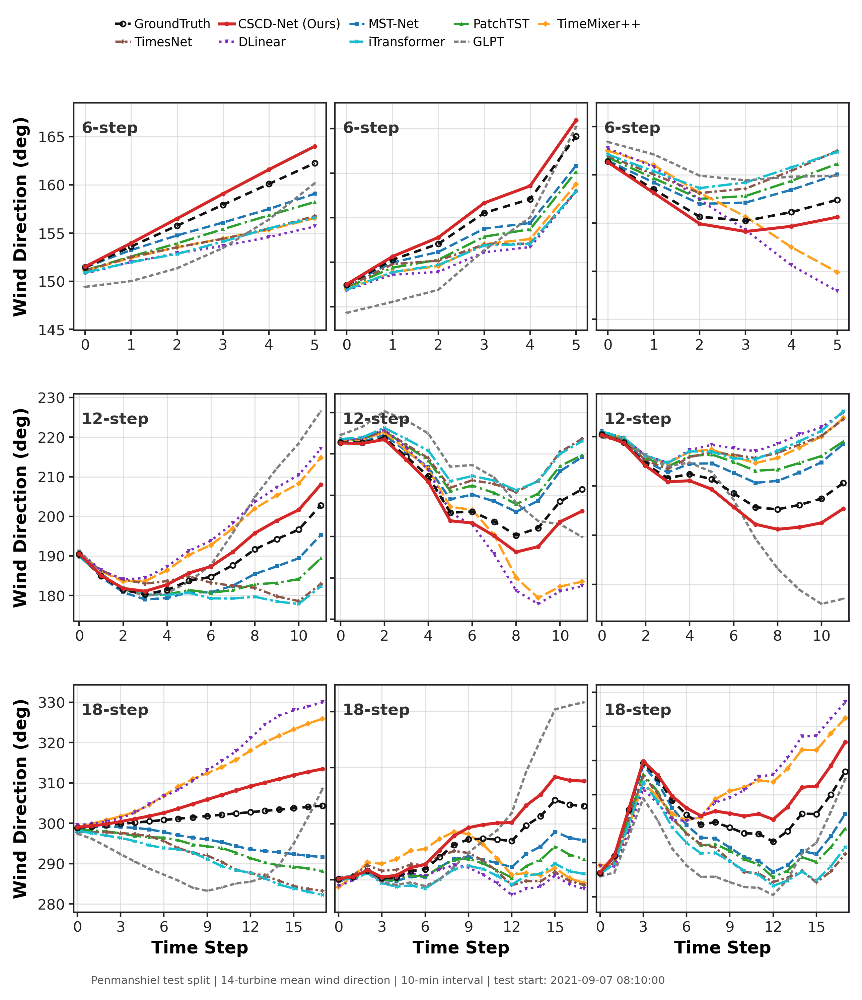 GroundTruth CSCD-Net (Ours) MST-Net PatchTST TimeMixer++
TimesNet DLinear iTransformer GLPT
Wind Direction (deg)
165
160
155
150
145
6-step
0 1 2 3 4 5
6-step
0 1 2 3 4 5
6-step
0 1 2 3 4 5
Wind Direction (deg)
230
220
210
200
190
180
12-step
0 2 4 6 8 10
12-step
0 2 4 6 8 10
12-step
0 2 4 6 8 10
Wind Direction (deg)
330
320
310
300
290
280
18-step
0 3 6 9 12 15
Time Step
18-step
0 3 6 9 12 15
Time Step
18-step
0 3 6 9 12 15
Time Step
Penmanshiel test split | 14-turbine mean wind direction | 10-min interval | test start: 2021-09-07 08:10:00